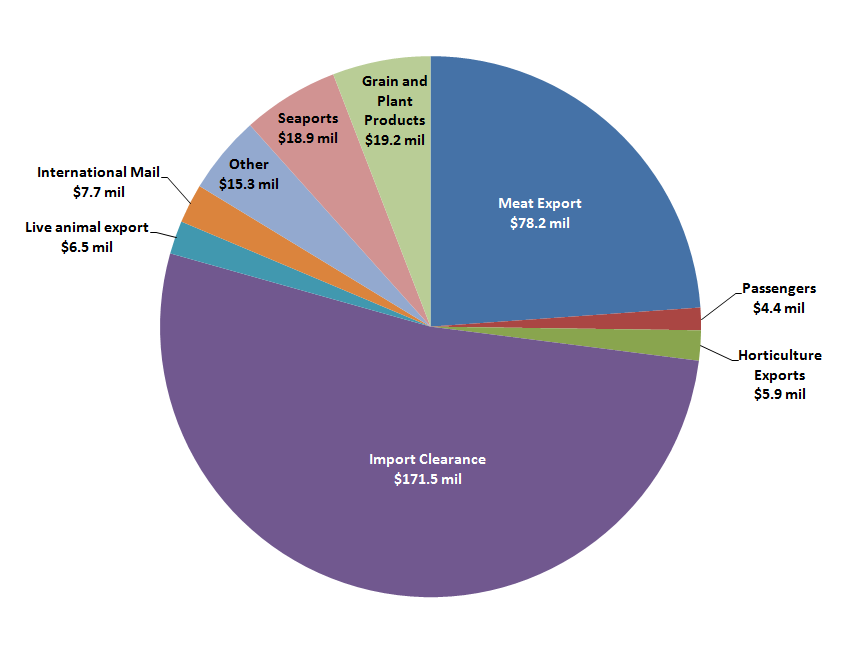 Grain and
Plant
Products
$19.2 mil
Seaports
$18.9 mil
Other
$15.3 mil
International Mail
$7.7 mil
Live animal export
$6.5 mil
Meat Export
$78.2 mil
Passengers
$4.4 mil
Horticulture
Exports
$5.9 mil
Import Clearance
$171.5 mil